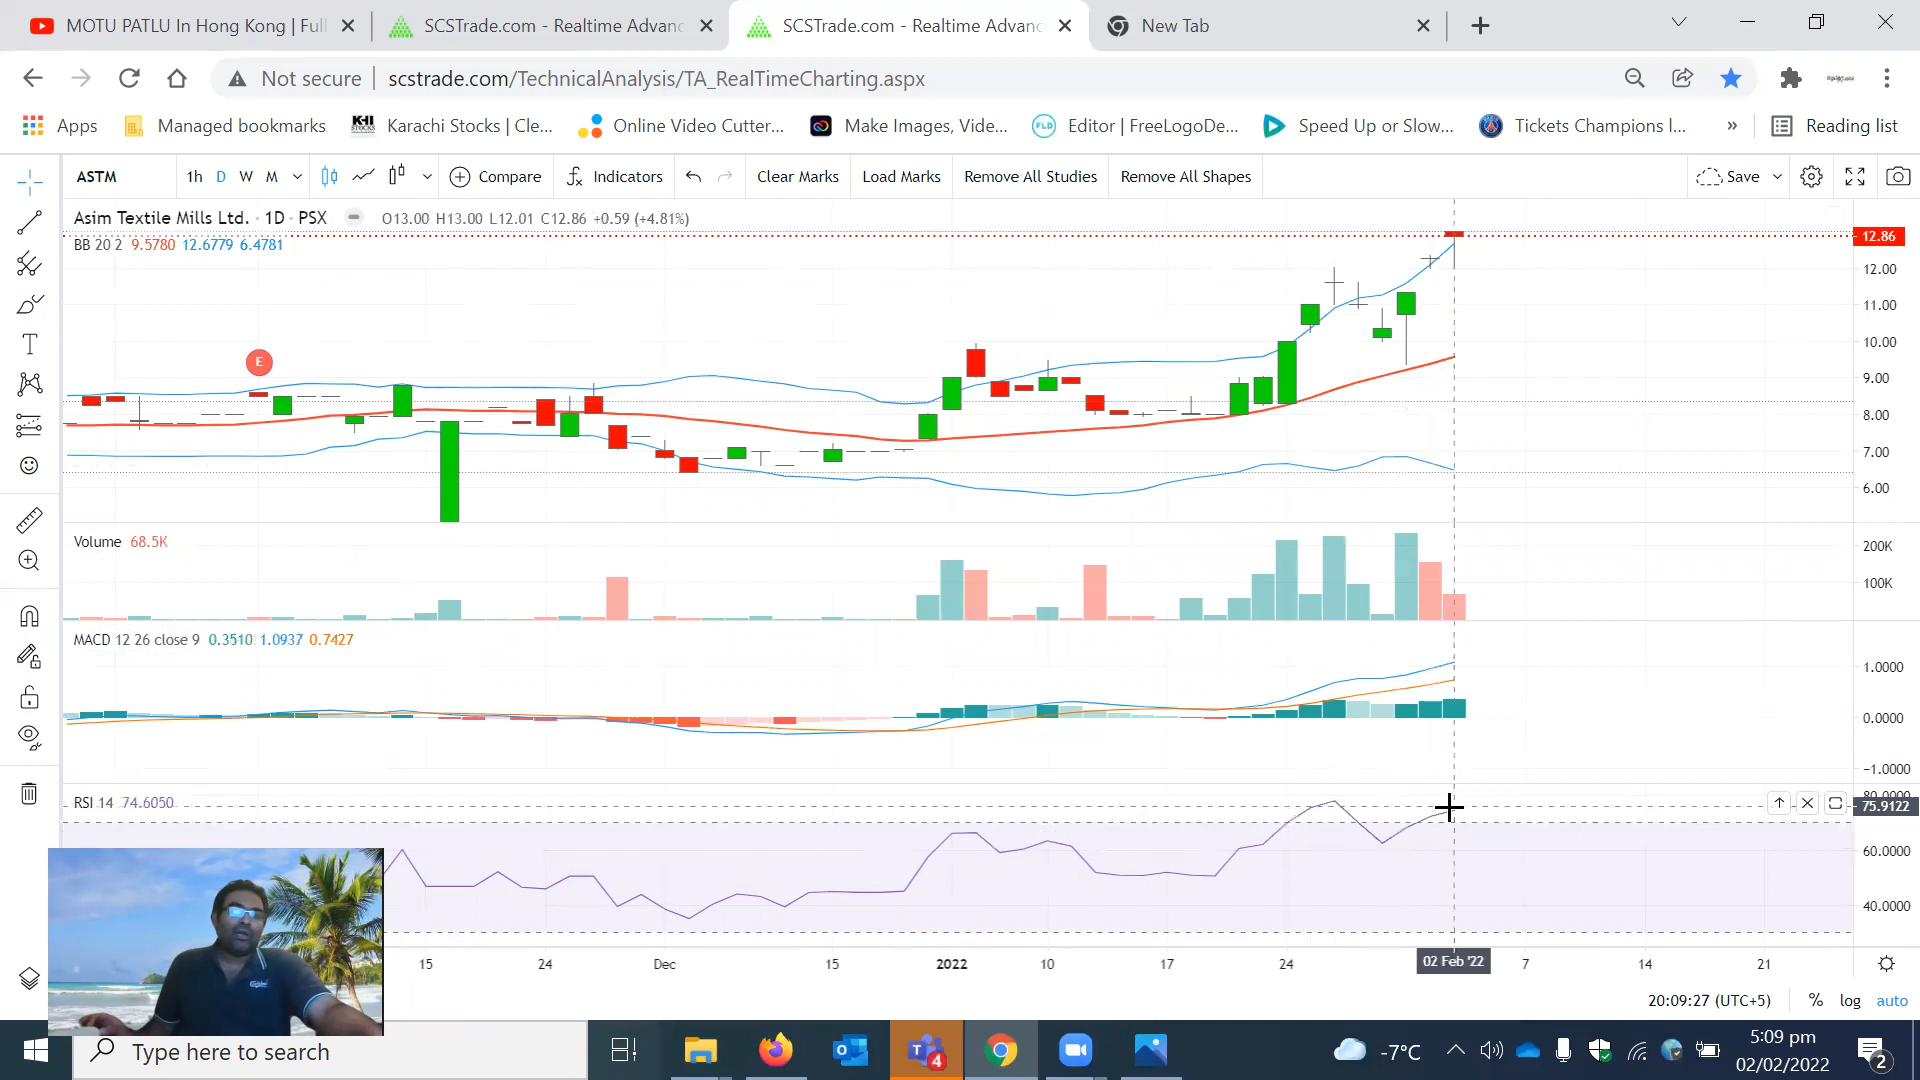 MOTU PATLU In Hong Kong | Full
SCSTrade.com - Realtime Advanc
SCSTrade.com - Realtime Advanc
New Tab
Not secure
scstrade.com/TechnicalAnalysis/TA_RealTimeCharting.aspx
Apps
Managed bookmarks
KHI STOCKS
Karachi Stocks | Cle...
Online Video Cutter...
Make Images, Vide...
FLD
Editor | FreeLogoDe...
Speed Up or Slow...
Tickets Champions l...
»
Reading list
ASTM
1h D W M
Compare
Indicators
Clear Marks
Load Marks
Remove All Studies
Remove All Shapes
Save
Asim Textile Mills Ltd. · 1D · PSX
O13.00 H13.00 L12.01 C12.86 +0.59 (+4.81%)
BB 20 2 9.5780 12.6779 6.4781
E
12.86
12.00
11.00
10.00
9.00
8.00
7.00
6.00
Volume 68.5K
200K
100K
MACD 12 26 close 9 0.3510 1.0937 0.7427
1.0000
0.0000
−1.0000
RSI 14 74.6050
80.0000
75.9122
60.0000
40.0000
15 24 Dec 15 2022 10 17 24 02 Feb '22 7 14 21
20:09:27 (UTC+5) % log auto
Type here to search
4
-7°C
5:09 pm
02/02/2022
2